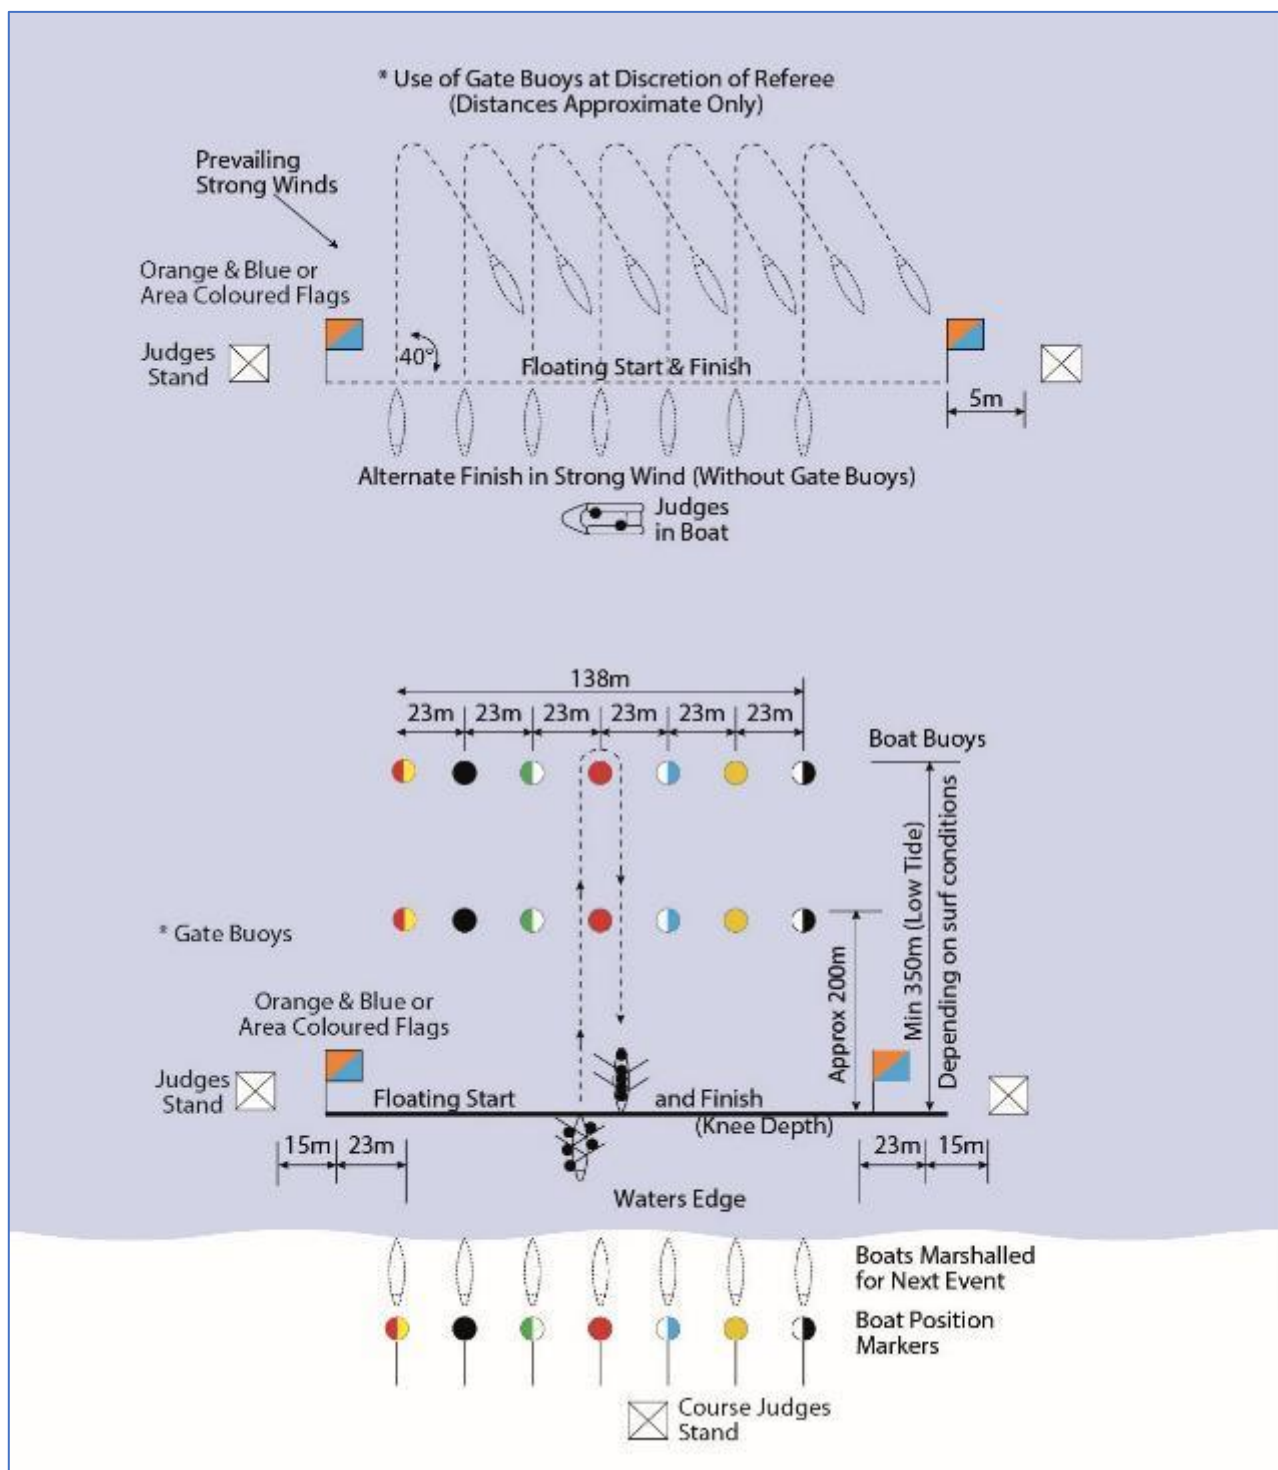 * Use of Gate Buoys at Discretion of Referee
(Distances Approximate Only)
Prevailing
Strong Winds
Orange & Blue or
Area Coloured Flags
Judges
Stand
40°
Floating Start & Finish
5m
Alternate Finish in Strong Wind (Without Gate Buoys)
Judges
in Boat
138m
23m 23m 23m 23m 23m 23m
Boat Buoys
Min 350m (Low Tide)
Depending on surf conditions
* Gate Buoys
Approx 200m
Orange & Blue or
Area Coloured Flags
Judges
Stand
Floating Start and Finish
(Knee Depth)
15m 23m 23m 15m
Waters Edge
Boats Marshalled
for Next Event
Boat Position
Markers
Course Judges
Stand